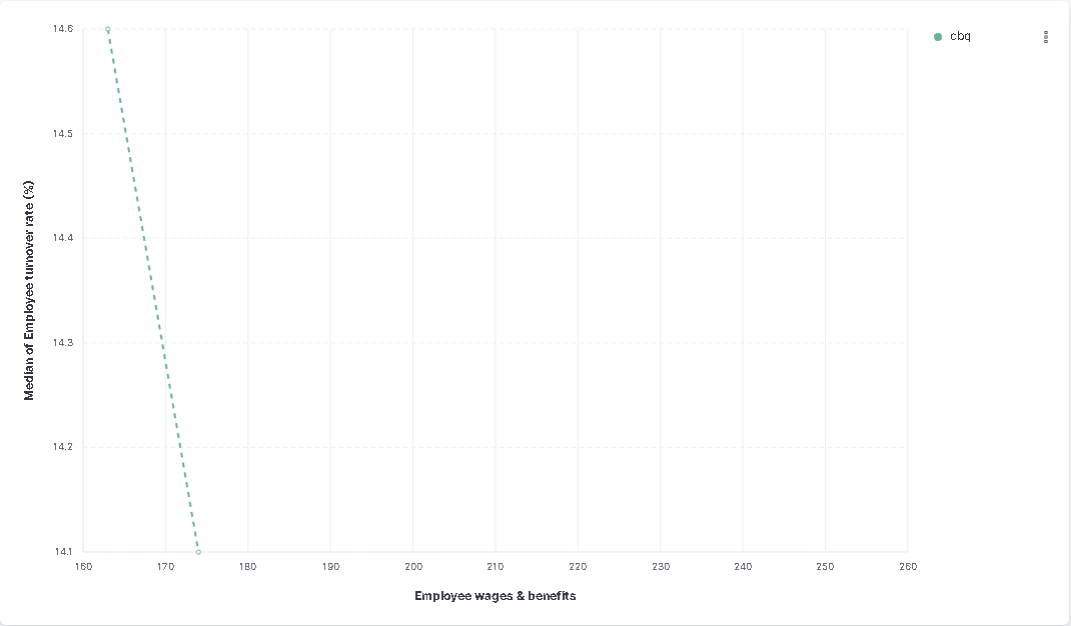 14.6
14.5
14.4
14.3
14.2
14.1
Median of Employee turnover rate (%)
160 170 180 190 200 210 220 230 240 250 260
Employee wages & benefits
cbq